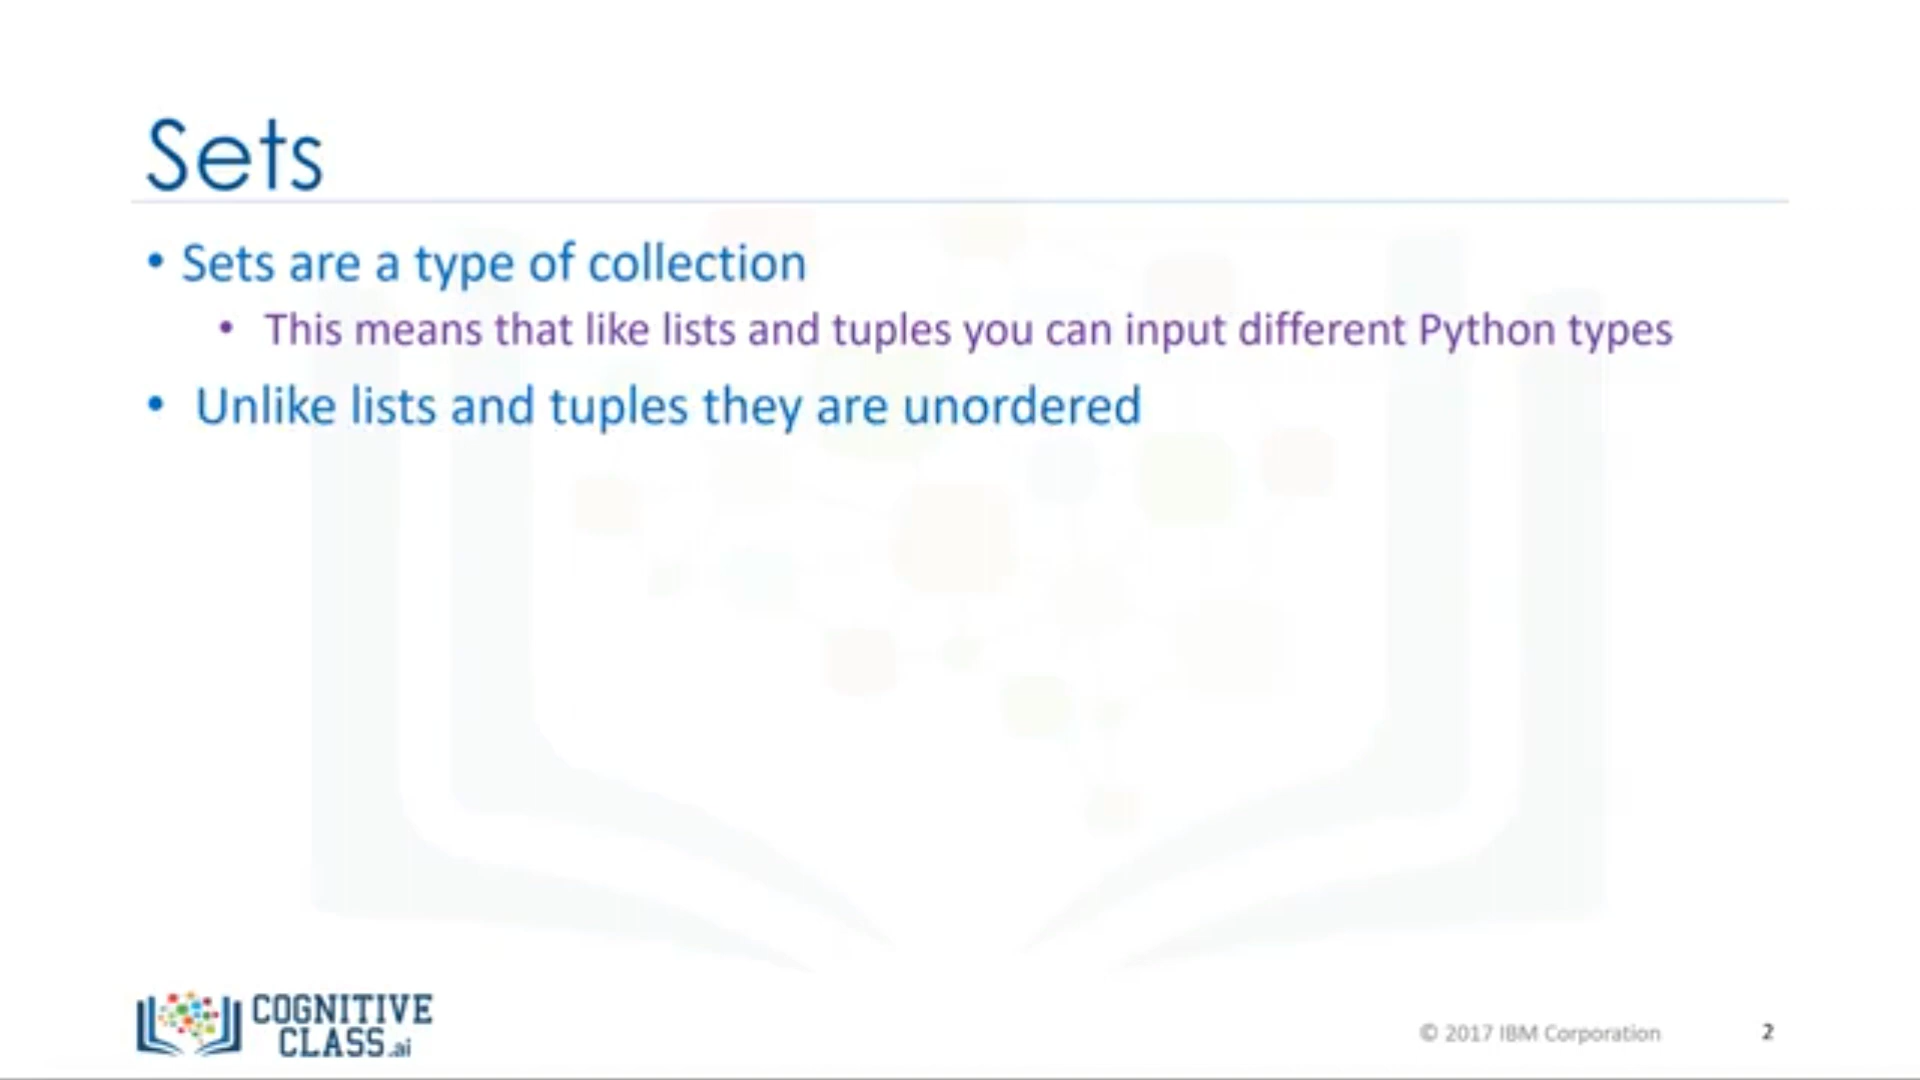 Sets
• Sets are a type of collection
• This means that like lists and tuples you can input different Python types
• Unlike lists and tuples they are unordered
COGNITIVE
CLASS.ai
© 2017 IBM Corporation
2